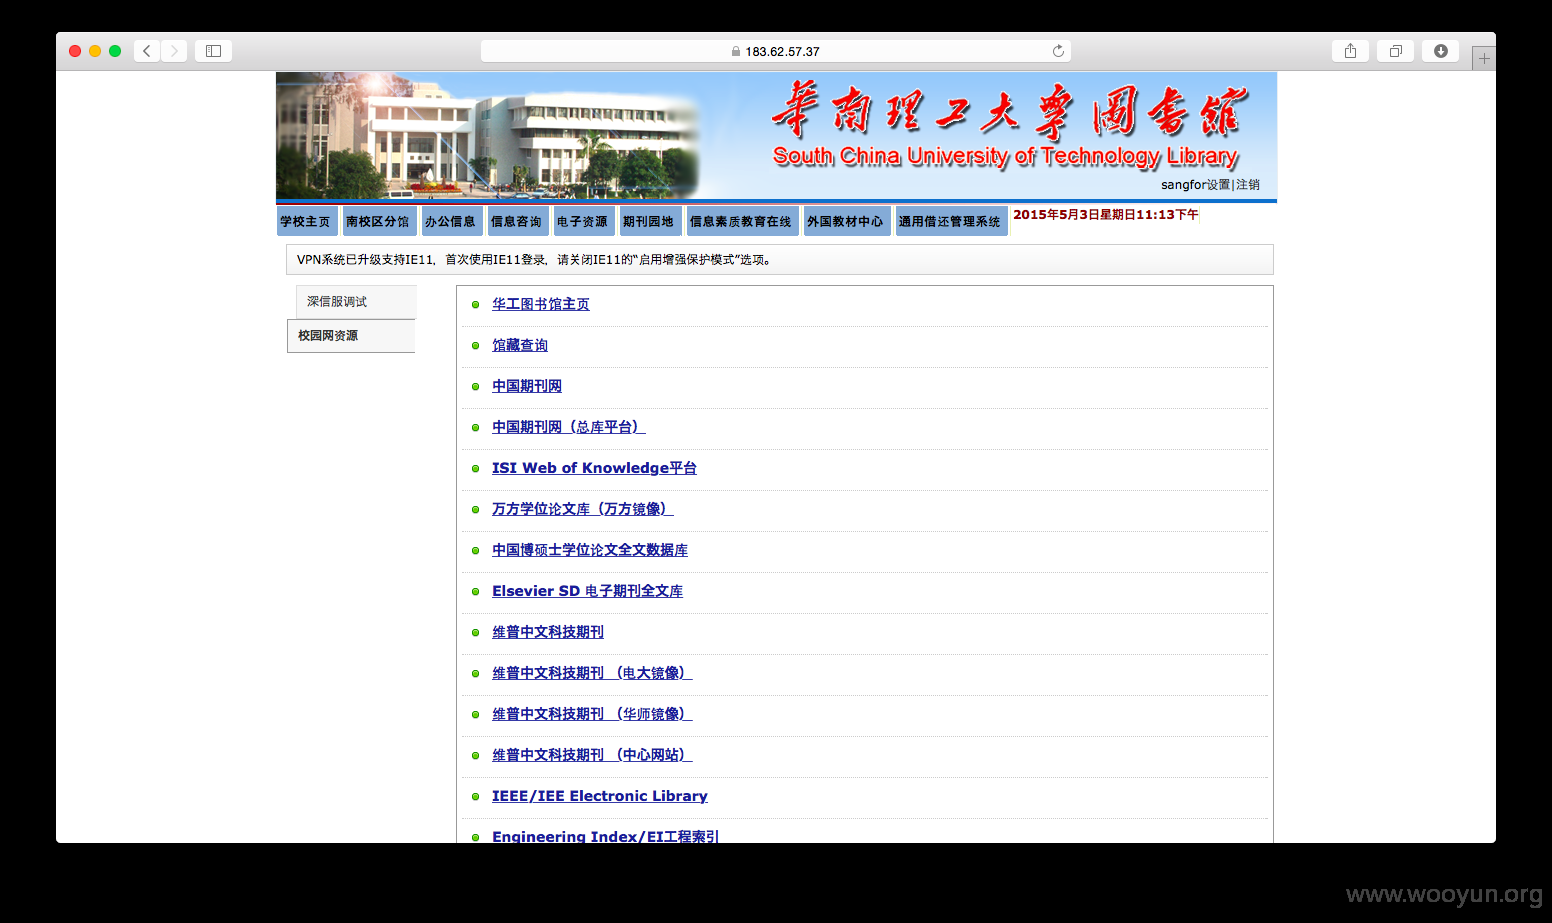 183.62.57.37
華南理工大學圖書館
South China University of Technology Library
sangfor设置|注销
学校主页 南校区分馆 办公信息 信息咨询 电子资源 期刊园地 信息素质教育在线 外国教材中心 通用借还管理系统 2015年5月3日星期日11:13下午
VPN系统已升级支持IE11，首次使用IE11登录，请关闭IE11的“启用增强保护模式”选项。
深信服调试
校园网资源
华工图书馆主页
馆藏查询
中国期刊网
中国期刊网（总库平台）
ISI Web of Knowledge平台
万方学位论文库（万方镜像）
中国博硕士学位论文全文数据库
Elsevier SD 电子期刊全文库
维普中文科技期刊
维普中文科技期刊 （电大镜像）
维普中文科技期刊 （华师镜像）
维普中文科技期刊 （中心网站）
IEEE/IEE Electronic Library
Engineering Index/EI工程索引
www.wooyun.org